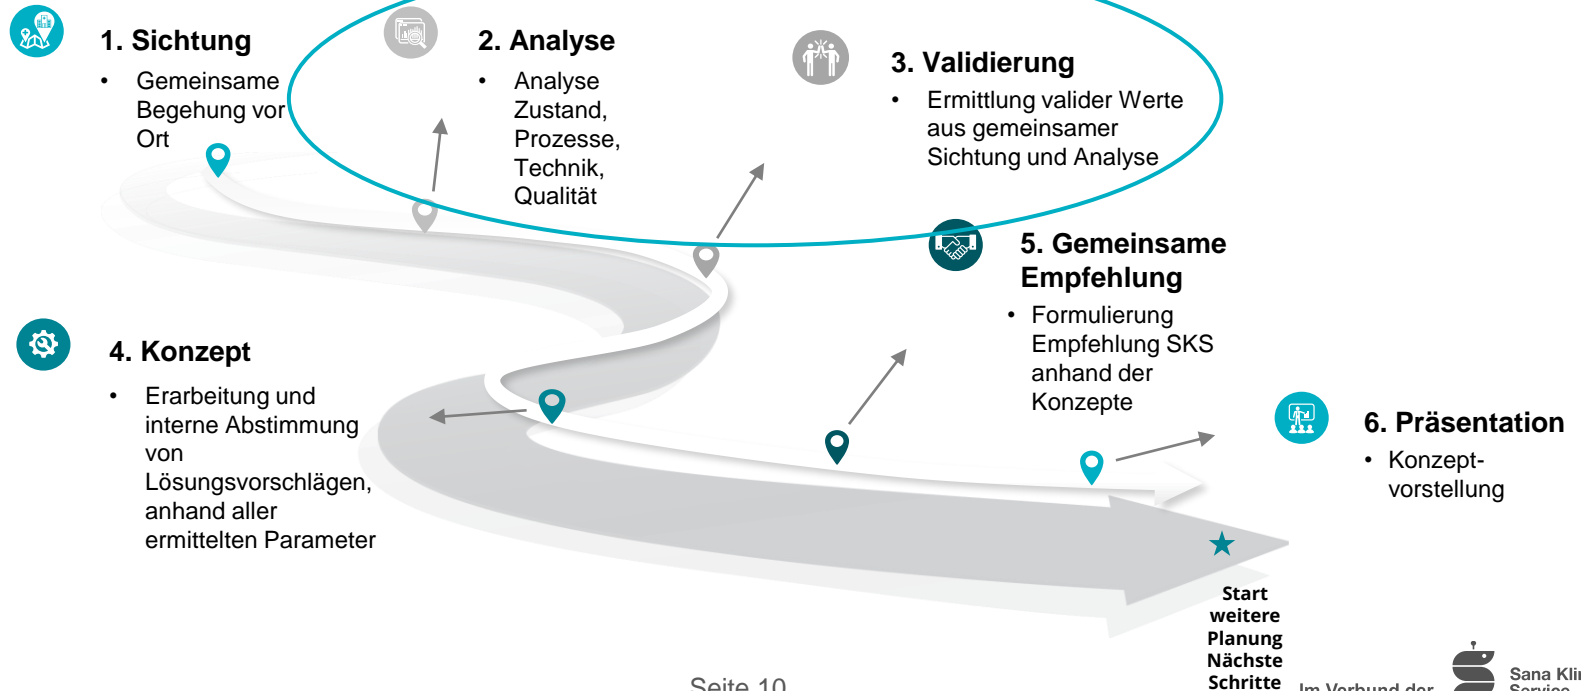 1. Sichtung
• Gemeinsame
Begehung vor
Ort
2. Analyse
• Analyse
Zustand,
Prozesse,
Technik,
Qualität
3. Validierung
• Ermittlung valider Werte
aus gemeinsamer
Sichtung und Analyse
4. Konzept
• Erarbeitung und
interne Abstimmung
von
Lösungsvorschlägen,
anhand aller
ermittelten Parameter
5. Gemeinsame
Empfehlung
• Formulierung
Empfehlung SKS
anhand der
Konzepte
6. Präsentation
• Konzept-
vorstellung
Start
weitere
Planung
Nächste
Schritte
Seite 10
Im Verbund der
Sana
Service